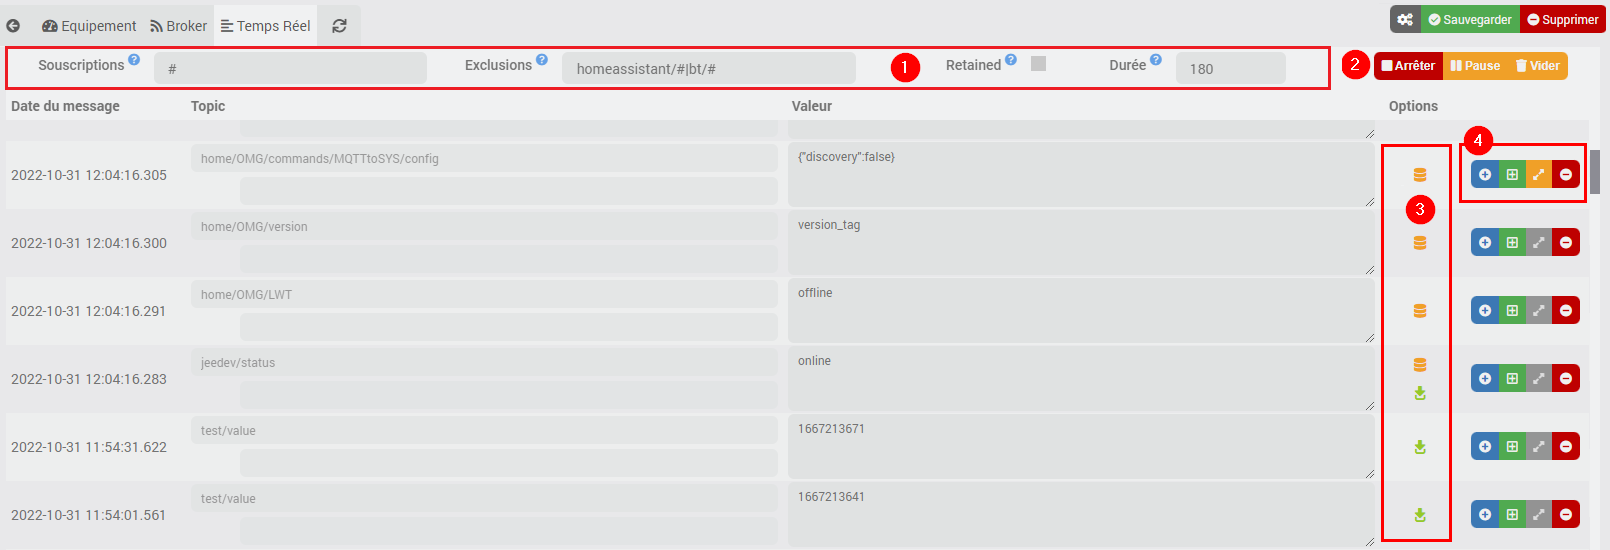 Equipement Broker Temps Réel Sauvegarder Supprimer
Souscriptions ? # Exclusions ? homeassistant/#|bt/# 1 Retained ? Durée ? 180 2 Arrêter Pause Vider
Date du message Topic Valeur Options
4
home/OMG/commands/MQTTtoSYS/config {"discovery":false}
2022-10-31 12:04:16.305
3
home/OMG/version version_tag
2022-10-31 12:04:16.300
home/OMG/LWT offline
2022-10-31 12:04:16.291
jeedev/status online
2022-10-31 12:04:16.283
test/value 1667213671
2022-10-31 11:54:31.622
test/value 1667213641
2022-10-31 11:54:01.561